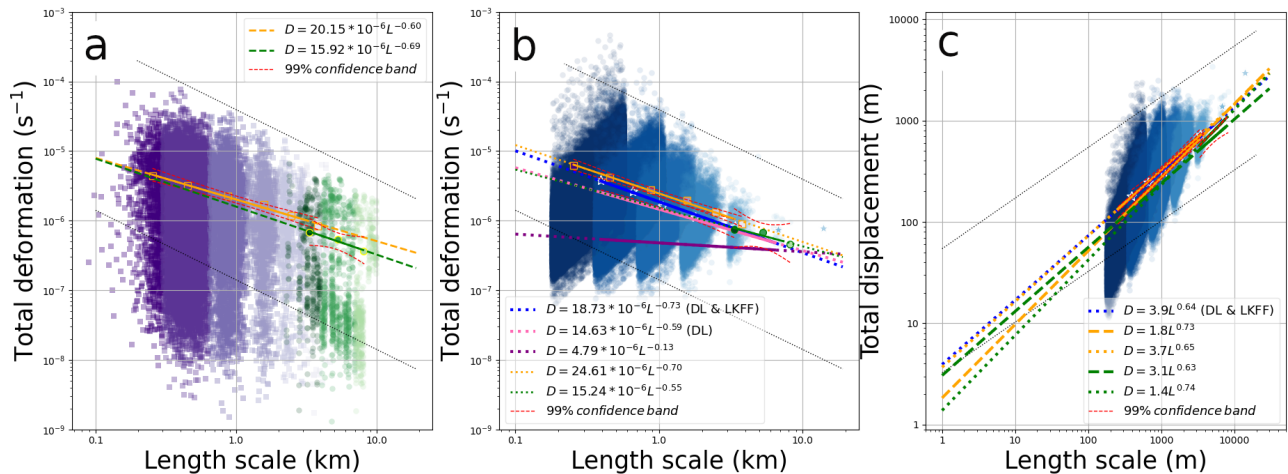 a
D = 20.15 * 10⁻⁶L⁻⁰·⁶⁰
D = 15.92 * 10⁻⁶L⁻⁰·⁶⁹
99% confidence band
Total deformation (s⁻¹)
10⁻³
10⁻⁴
10⁻⁵
10⁻⁶
10⁻⁷
10⁻⁸
10⁻⁹
0.1
1.0
10.0
Length scale (km)
b
Total deformation (s⁻¹)
10⁻³
10⁻⁴
10⁻⁵
10⁻⁶
10⁻⁷
10⁻⁸
10⁻⁹
D = 18.73 * 10⁻⁶L⁻⁰·⁷³ (DL & LKFF)
D = 14.63 * 10⁻⁶L⁻⁰·⁵⁹ (DL)
D = 4.79 * 10⁻⁶L⁻⁰·¹³
D = 24.61 * 10⁻⁶L⁻⁰·⁷⁰
D = 15.24 * 10⁻⁶L⁻⁰·⁵⁵
99% confidence band
0.1
1.0
10.0
Length scale (km)
c
Total displacement (m)
10000
1000
100
10
1
D = 3.9L⁰·⁶⁴ (DL & LKFF)
D = 1.8L⁰·⁷³
D = 3.7L⁰·⁶⁵
D = 3.1L⁰·⁶³
D = 1.4L⁰·⁷⁴
99% confidence band
1
10
100
1000
10000
Length scale (m)